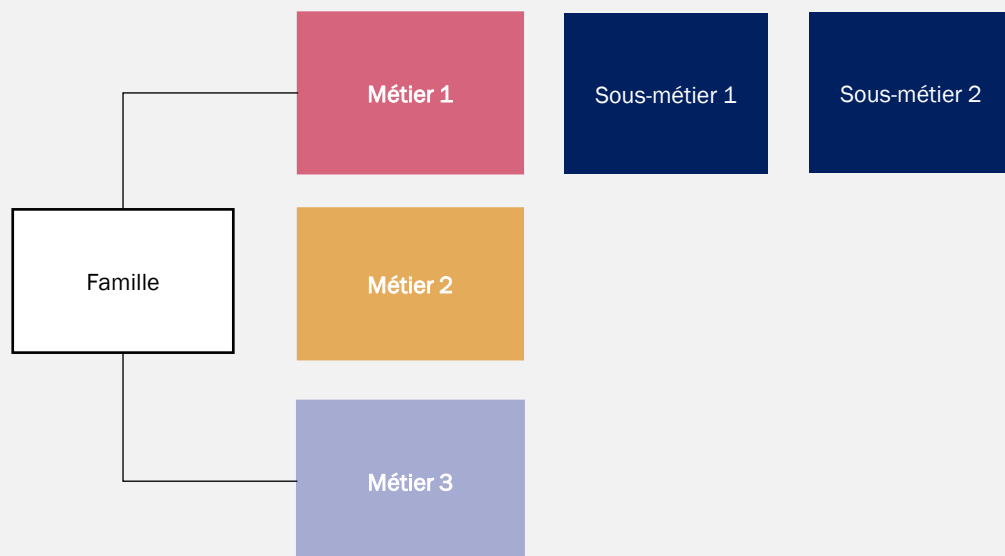 Métier 1
Sous-métier 1
Sous-métier 2
Famille
Métier 2
Métier 3